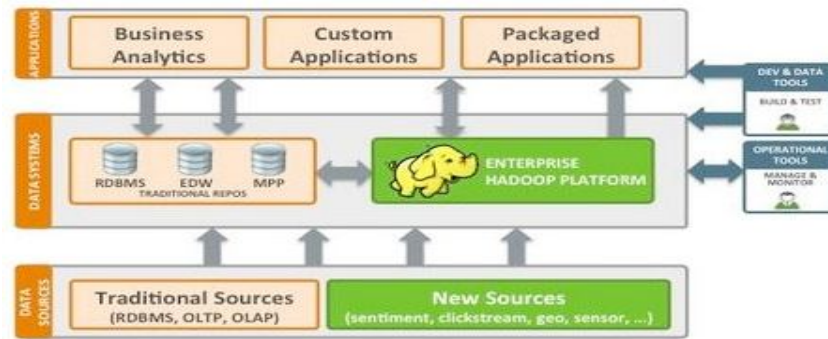 APPLICATIONS
Business
Analytics
Custom
Applications
Packaged
Applications
DEV & DATA
TOOLS
BUILD & TEST
DATA SYSTEMS
RDBMS
EDW
MPP
TRADITIONAL REPOS
ENTERPRISE
HADOOP PLATFORM
OPERATIONAL
TOOLS
MANAGE &
MONITOR
DATA
SOURCES
Traditional Sources
(RDBMS, OLTP, OLAP)
New Sources
(sentiment, clickstream, geo, sensor, ...)